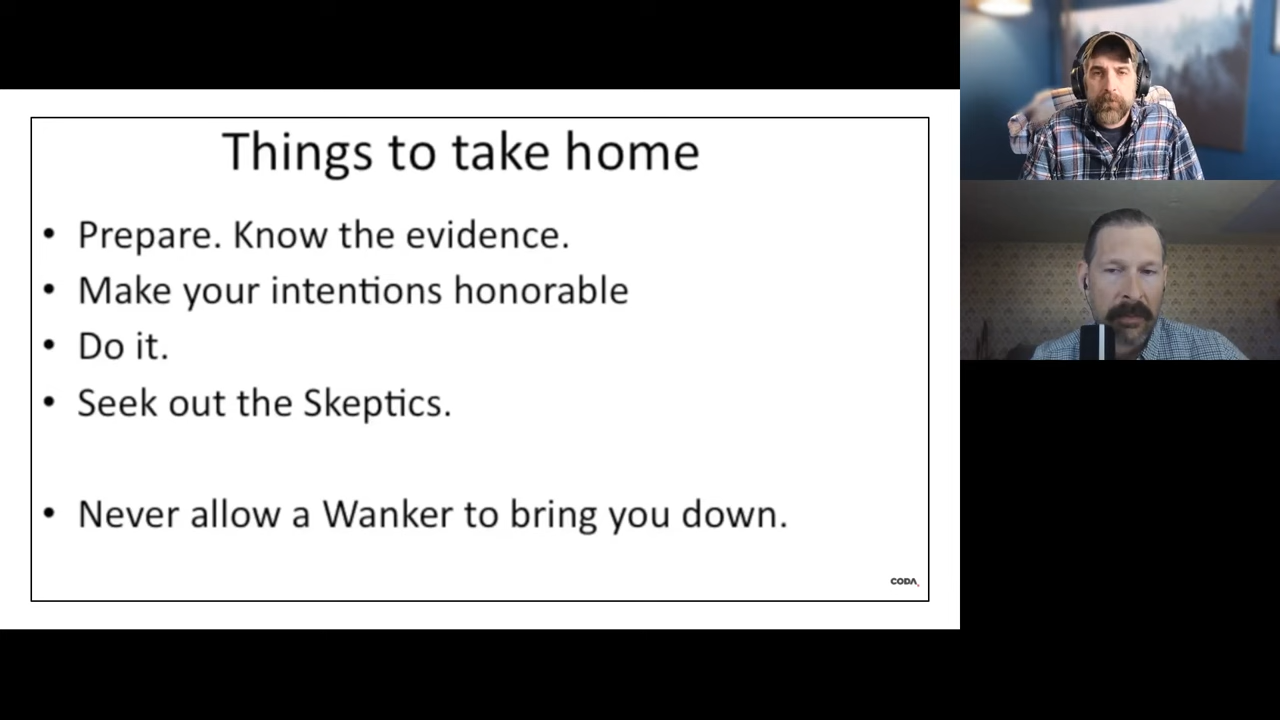 Things to take home
• Prepare. Know the evidence.
• Make your intentions honorable
• Do it.
• Seek out the Skeptics.
• Never allow a Wanker to bring you down.
CODA